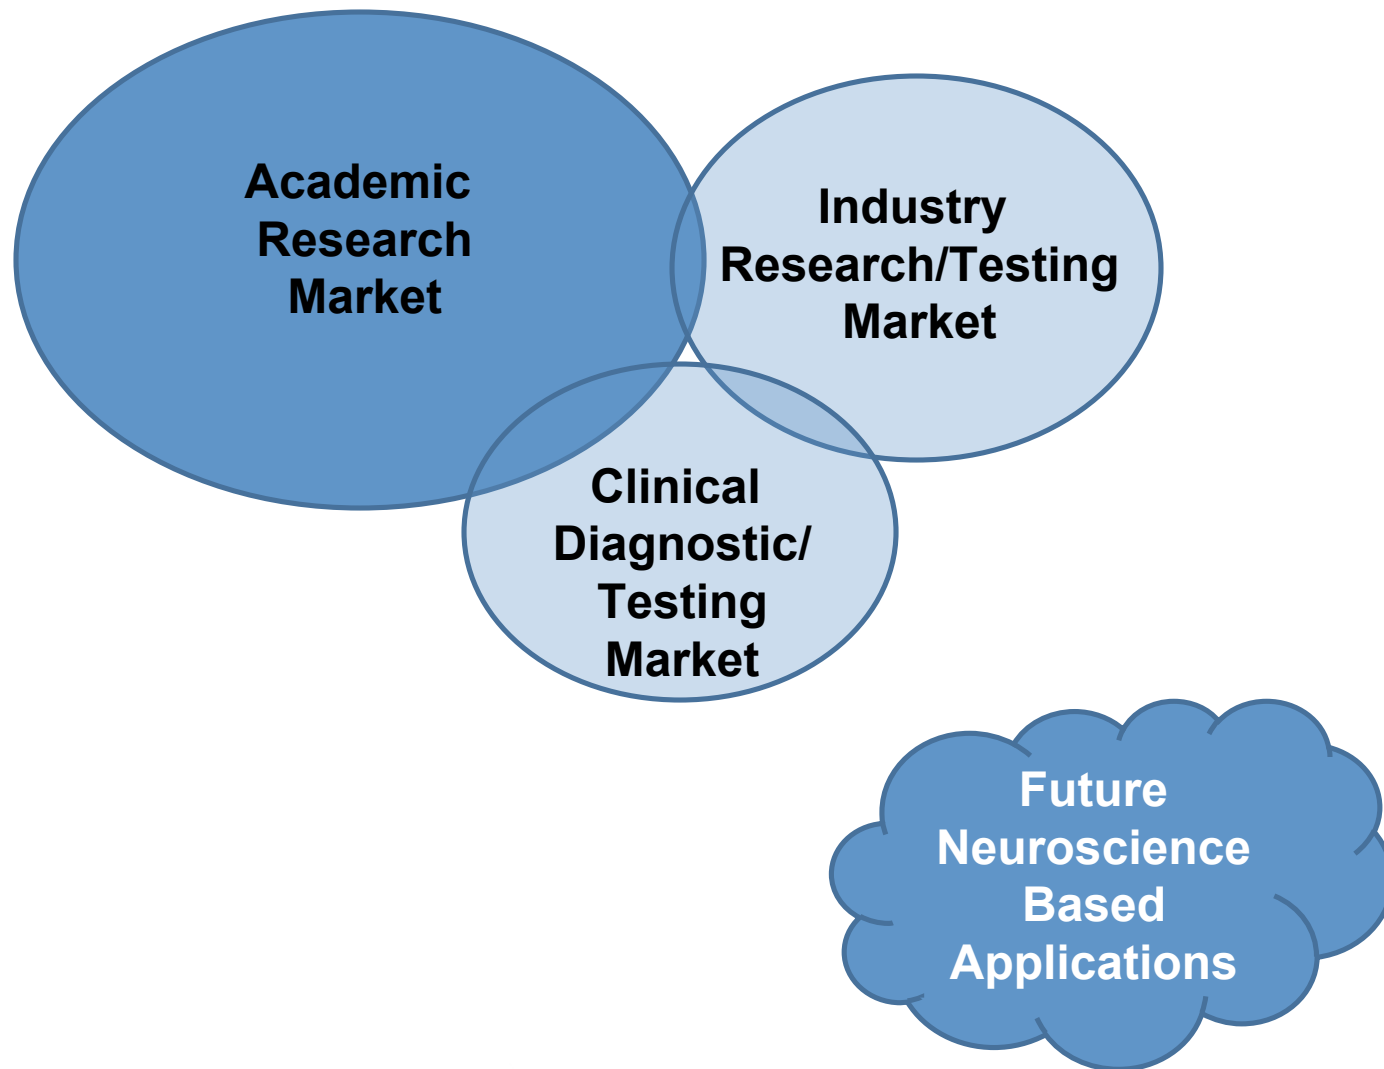 Academic
Research
Market
Industry
Research/Testing
Market
Clinical
Diagnostic/
Testing
Market
Future
Neuroscience
Based
Applications